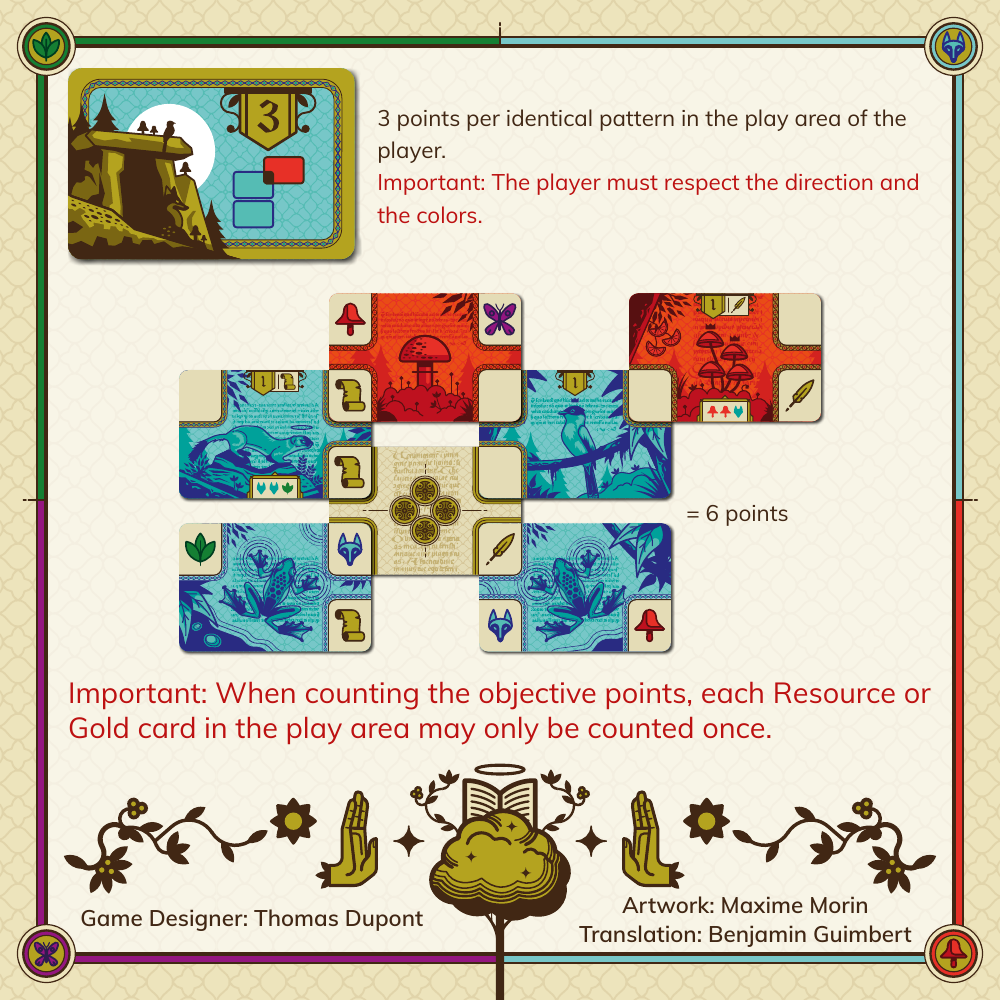 3
3 points per identical pattern in the play area of the
player.
Important: The player must respect the direction and
the colors.
1
1
1
= 6 points
Important: When counting the objective points, each Resource or
Gold card in the play area may only be counted once.
Game Designer: Thomas Dupont
Artwork: Maxime Morin
Translation: Benjamin Guimbert